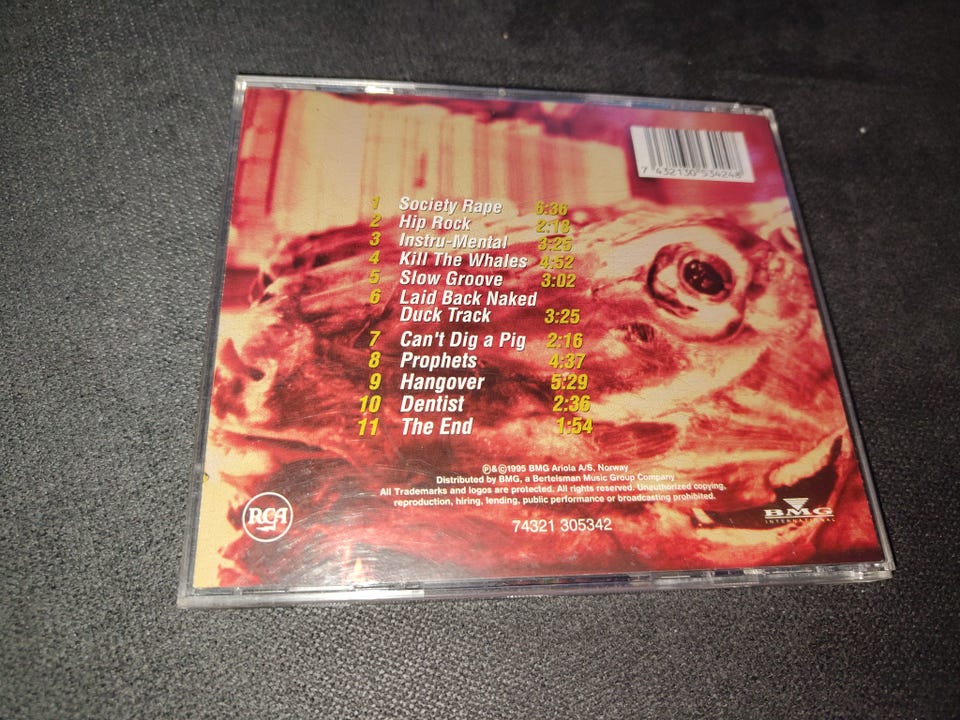 7 432130 534248
1 Society Rape 6:36
2 Hip Rock 2:18
3 Instru-Mental 3:25
4 Kill The Whales 4:52
5 Slow Groove 3:02
6 Laid Back Naked
Duck Track 3:25
7 Can't Dig a Pig 2:16
8 Prophets 4:37
9 Hangover 5:29
10 Dentist 2:36
11 The End 1:54
℗&©1995 BMG Ariola A/S, Norway
Distributed by BMG, a Bertelsman Music Group Company
All Trademarks and logos are protected. All rights reserved. Unauthorized copying,
reproduction, hiring, lending, public performance or broadcasting prohibited.
RCA
BMG
INTERNATIONAL
74321 305342